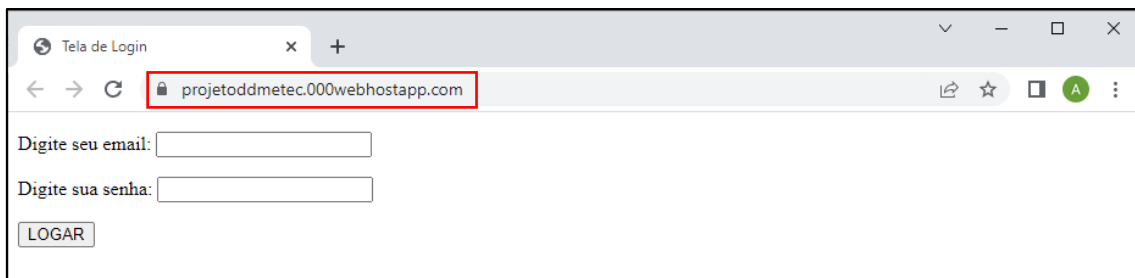 Tela de Login
projetoddmetec.000webhostapp.com
A
Digite seu email:
Digite sua senha:
LOGAR